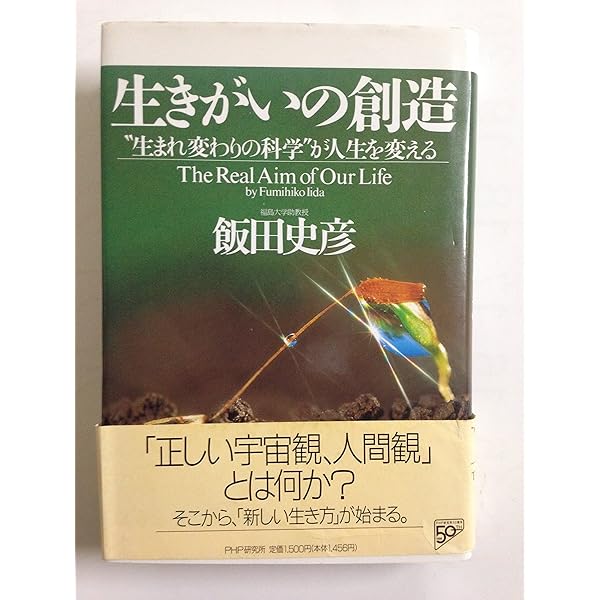 生きがいの創造
〝生まれ変わりの科学〟が人生を変える
The Real Aim of Our Life
by Fumihiko Iida
福島大学助教授
飯田史彦
「正しい宇宙観、人間観」
とは何か?
そこから、「新しい生き方」が始まる。
PHP研究所 定価1,500円(本体1,456円)
50